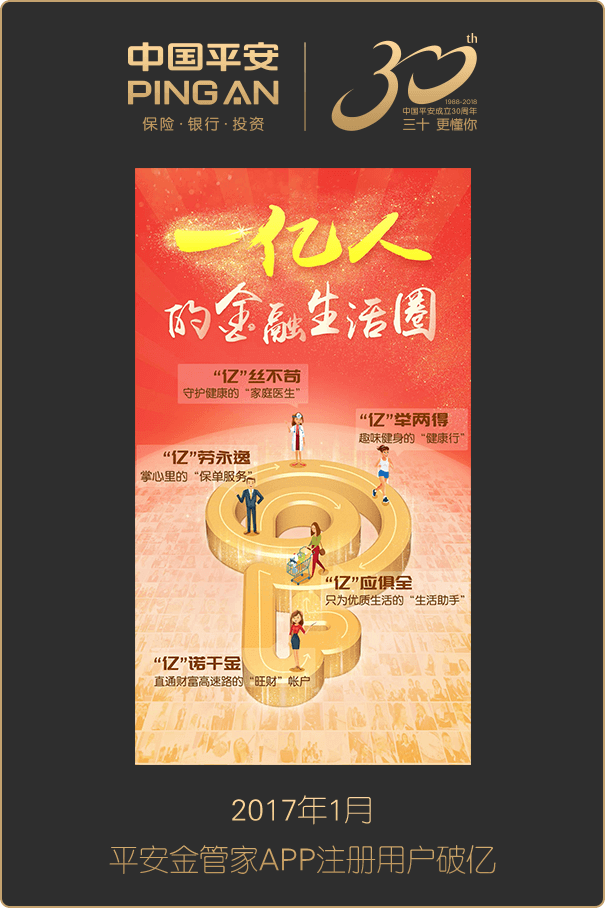 中国平安
PING AN
保险·银行·投资
30th
1988-2018
中国平安成立30周年
三十 更懂你
一亿人
的金融生活圈
“亿”丝不苟
守护健康的“家庭医生”
“亿”举两得
趣味健身的“健康行”
“亿”劳永逸
掌心里的“保单服务”
“亿”应俱全
只为优质生活的“生活助手”
“亿”诺千金
直通财富高速路的“旺财”帐户
2017年1月
平安金管家APP注册用户破亿